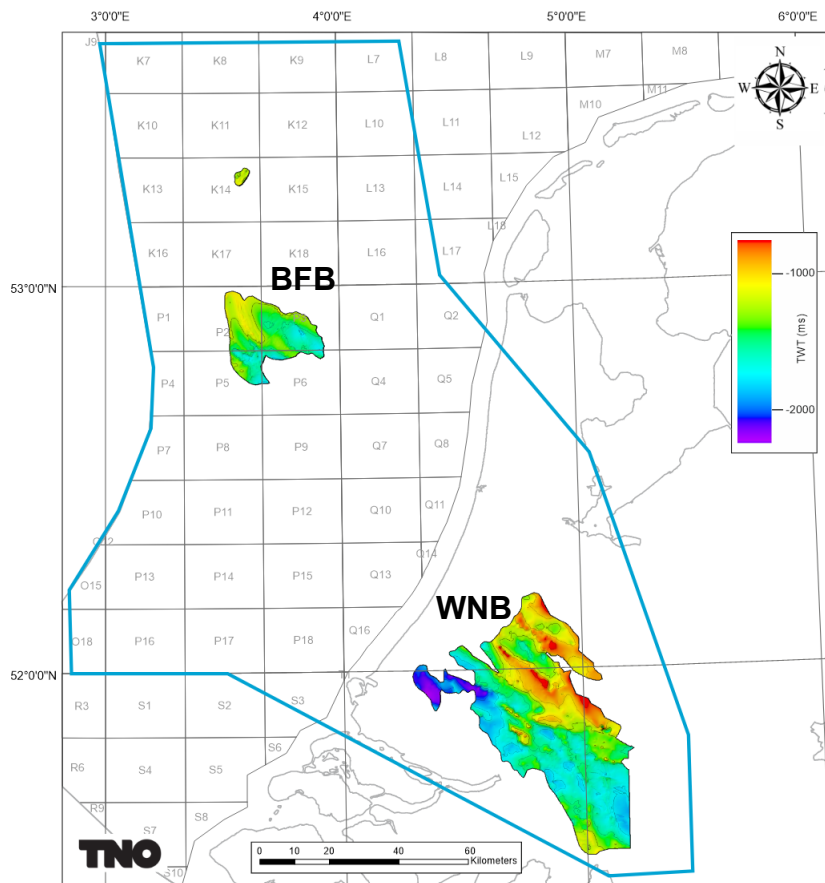 3°0'0"E 4°0'0"E 5°0'0"E 6°0'0"E
J9 K7 K8 K9 L7 L8 L9 M7 M8
N
W E
S
M11
M10
K10 K11 K12 L10 L11 L12
K13 K14 K15 L13 L14 L15
L18
K16 K17 K18 L16 L17
BFB
53°0'0"N
-1000
TWT (ms)
-2000
P1 P2 Q1 Q2
P4 P5 P6 Q4 Q5
P7 P8 P9 Q7 Q8
P10 P11 P12 Q10 Q11
Q14
O15 P13 P14 P15 Q13
WNB
O18 P16 P17 P18 Q16
52°0'0"N
R3 S1 S2 S3
S6
R6 S4 S5
R9 S7 S8
S10
TNO
0 10 20 40 60
Kilometers